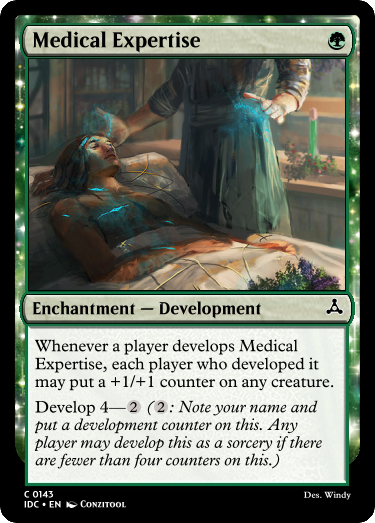 Medical Expertise
Enchantment — Development
Whenever a player develops Medical
Expertise, each player who developed it
may put a +1/+1 counter on any creature.
Develop 4—2 (2: Note your name and
put a development counter on this. Any
player may develop this as a sorcery if there
are fewer than four counters on this.)
C 0143
IDC • EN Conzitool
Des. Windy